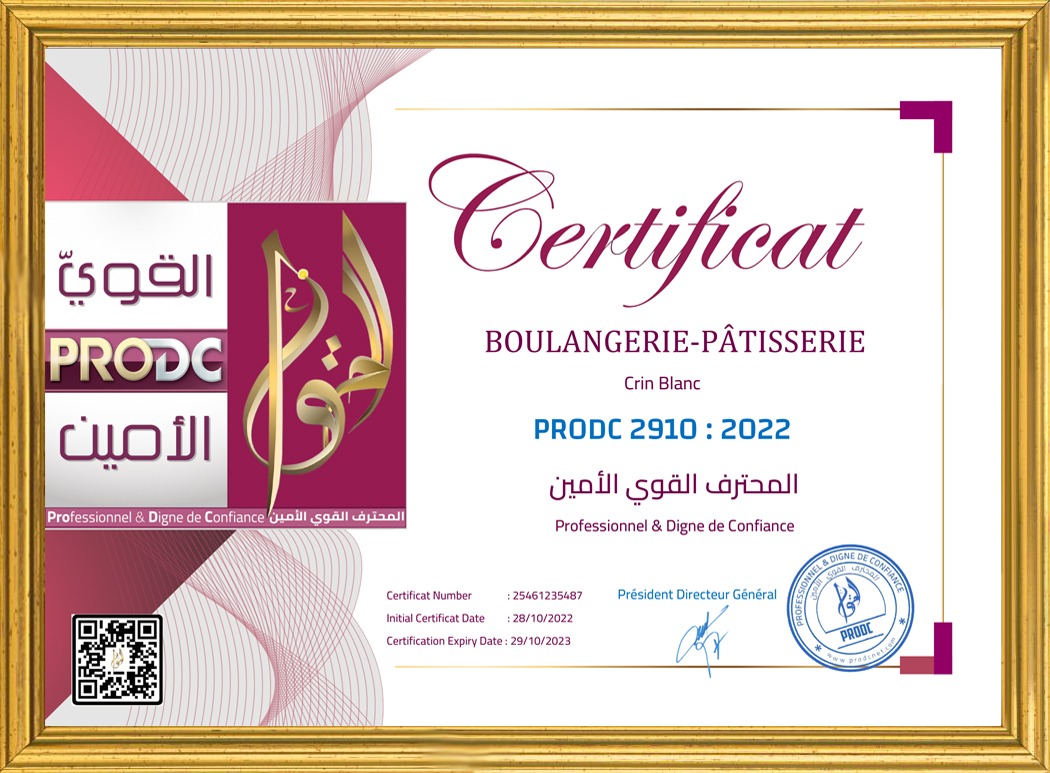 Certificat
BOULANGERIE-PÂTISSERIE
Crin Blanc
PRODC 2910 : 2022
المحترف القوي الأمين
Professionnel & Digne de Confiance
القويّ
PRODC
الأمين
Professionnel & Digne de Confiance المحترف القوي الأمين
Certificat Number : 25461235487
Initial Certificat Date : 28/10/2022
Certification Expiry Date : 29/10/2023
Président Directeur Général
PROFESSIONNEL & DIGNE DE CONFIANCE
المحترف القوي الأمين
PRODC
www.prodcnet.com